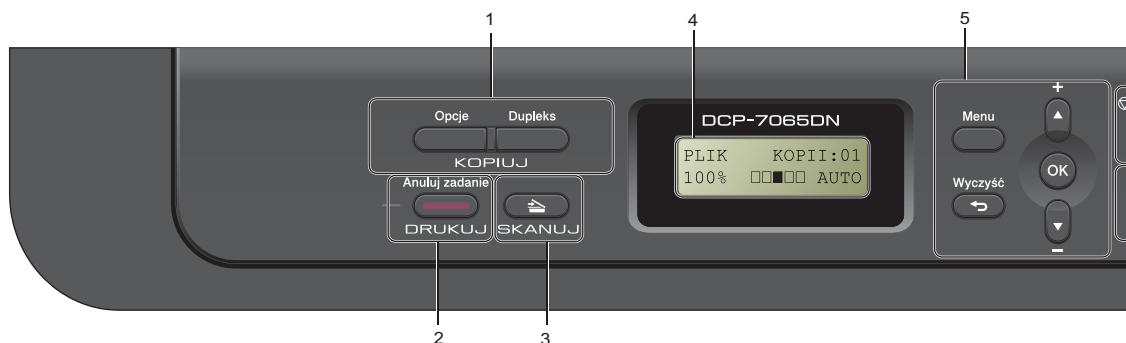 1
4
5
Opcje Dupleks
KOPIUJ
Anuluj zadanie
DRUKUJ
SKANUJ
DCP-7065DN
PLIK KOPII:01
100% □□■□□ AUTO
+
Menu
OK
Wyczyść
−
2
3